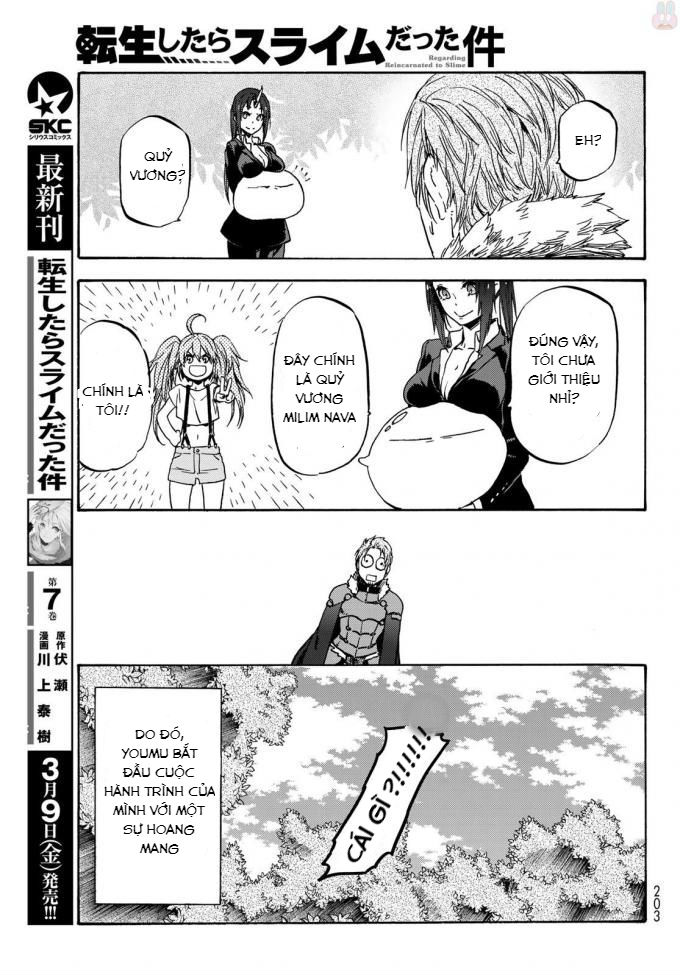 転生したらスライムだった件
Regarding
Reincarnated to Slime
SKC
シリウスコミックス
最新刊
転生したらスライムだった件
第
7
巻
原作 伏瀬
漫画 川上泰樹
3月9日(金)発売!!!
EH?
QUỶ
VƯƠNG?
ĐÚNG VẬY,
TÔI CHƯA
GIỚI THIỆU
NHỈ?
ĐÂY CHÍNH
LÀ QUỶ
VƯƠNG
MILIM NAVA
CHÍNH LÀ
TÔI!!
DO ĐÓ,
YOUMU BẮT
ĐẦU CUỘC
HÀNH TRÌNH CỦA
MÌNH VỚI MỘT
SỰ HOANG
MANG
CÁI GÌ ?!!!!!!!
203